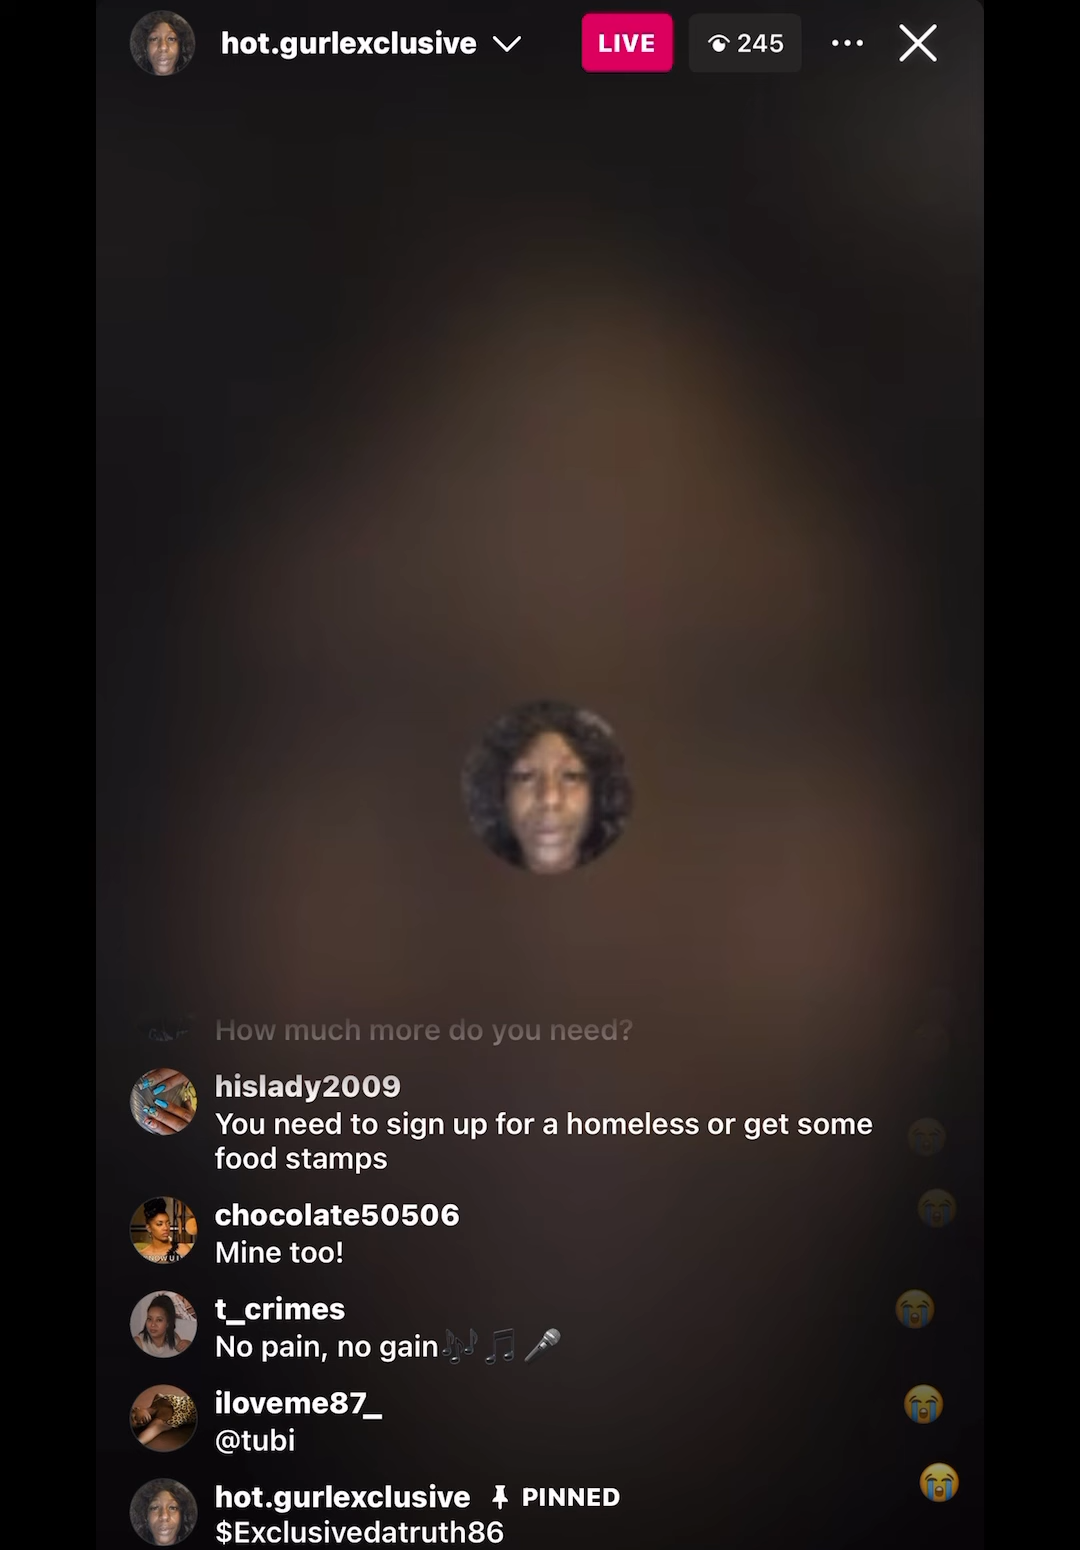 hot.gurlexclusive
LIVE
245
How much more do you need?
hislady2009
You need to sign up for a homeless or get some
food stamps
chocolate50506
Mine too!
t_crimes
No pain, no gain🎶🎵🎤
iloveme87_
@tubi
hot.gurlexclusive PINNED
$Exclusivedatruth86